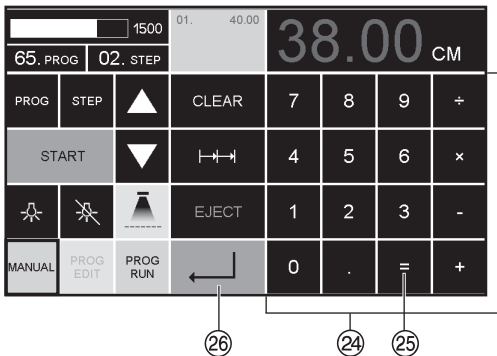 1500
01. 40.00
38.00 CM
65. PROG 02. STEP
PROG STEP CLEAR 7 8 9 ÷
START 4 5 6 ×
EJECT 1 2 3 -
MANUAL PROG EDIT PROG RUN 0 . = +
26 24 25